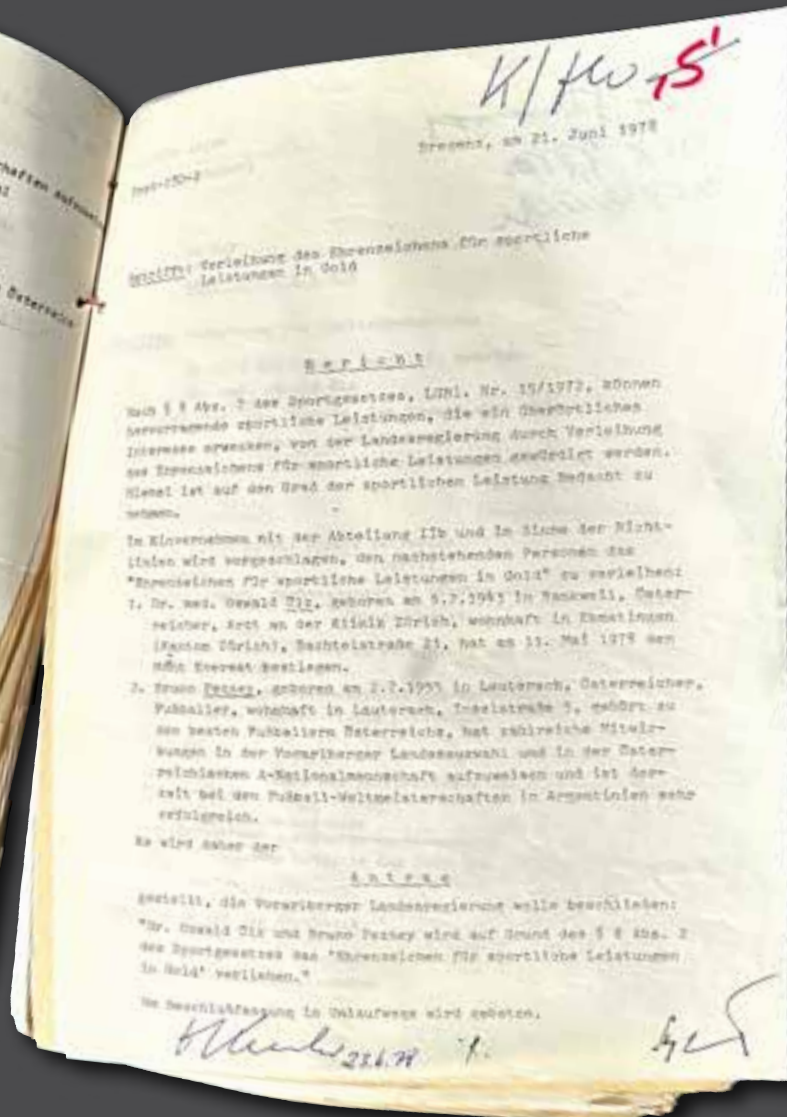 Bregenz, am 21. Juni 1978
Betrifft: Verleihung des Ehrenzeichens für sportliche
Leistungen in Gold
Bericht
Nach § 8 Abs. 2 des Sportgesetzes, LGBl. Nr. 15/1972, können
hervorragende sportliche Leistungen, die ein überörtliches
Interesse erwecken, von der Landesregierung durch Verleihung
des Ehrenzeichens für sportliche Leistungen gewürdigt werden.
Hiebei ist auf den Grad der sportlichen Leistung Bedacht zu
nehmen.
Im Einvernehmen mit der Abteilung IIb und im Sinne der Richt-
linien wird vorgeschlagen, den nachstehenden Personen das
"Ehrenzeichen für sportliche Leistungen in Gold" zu verleihen:
1. Dr. med. Oswald Ölz, geboren am 1943 in Rankweil, Öster-
reicher, Arzt an der Klinik Zürich, wohnhaft in
(Kanton Zürich), Bachtelstraße 21, hat am 11. Mai 1978 den
Mount Everest bestiegen.
2. Bruno Pezzey, geboren am 1955 in Lauterach, Österreicher,
Fußballer, wohnhaft in Lauterach, Inselstraße 5, gehört zu
den besten Fußballern Österreichs, hat zahlreiche Mitwir-
kungen in der Vorarlberger Landesauswahl und in der Öster-
reichischen A-Nationalmannschaft aufzuweisen und ist der-
zeit bei den Fußball-Weltmeisterschaften in Argentinien sehr
erfolgreich.
Es wird daher der
Antrag
gestellt, die Vorarlberger Landesregierung wolle beschließen:
"Dr. Oswald Ölz und Bruno Pezzey wird auf Grund des § 8 Abs. 2
des Sportgesetzes das "Ehrenzeichen für sportliche Leistungen
in Gold" verliehen."
Um Beschlußfassung im Umlaufwege wird gebeten.
23.6.78